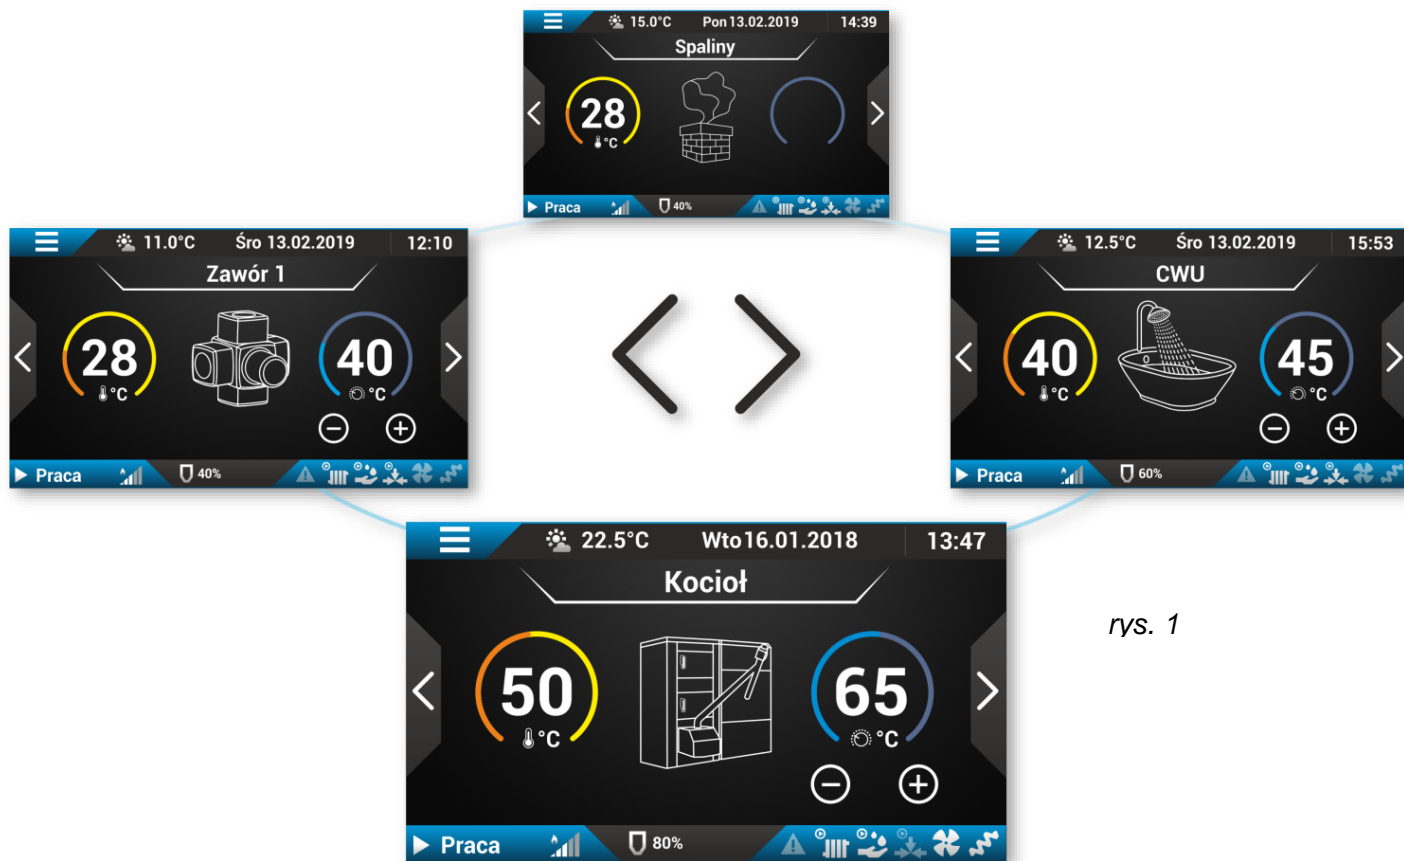 15.0°C Pon 13.02.2019 14:39
Spaliny
28
°C
Praca 40%
11.0°C Śro 13.02.2019 12:10
Zawór 1
28 40
°C °C
Praca 40%
12.5°C Śro 13.02.2019 15:53
CWU
40 45
°C °C
Praca 60%
22.5°C Wto 16.01.2018 13:47
Kocioł
50 65
°C °C
Praca 80%
rys. 1